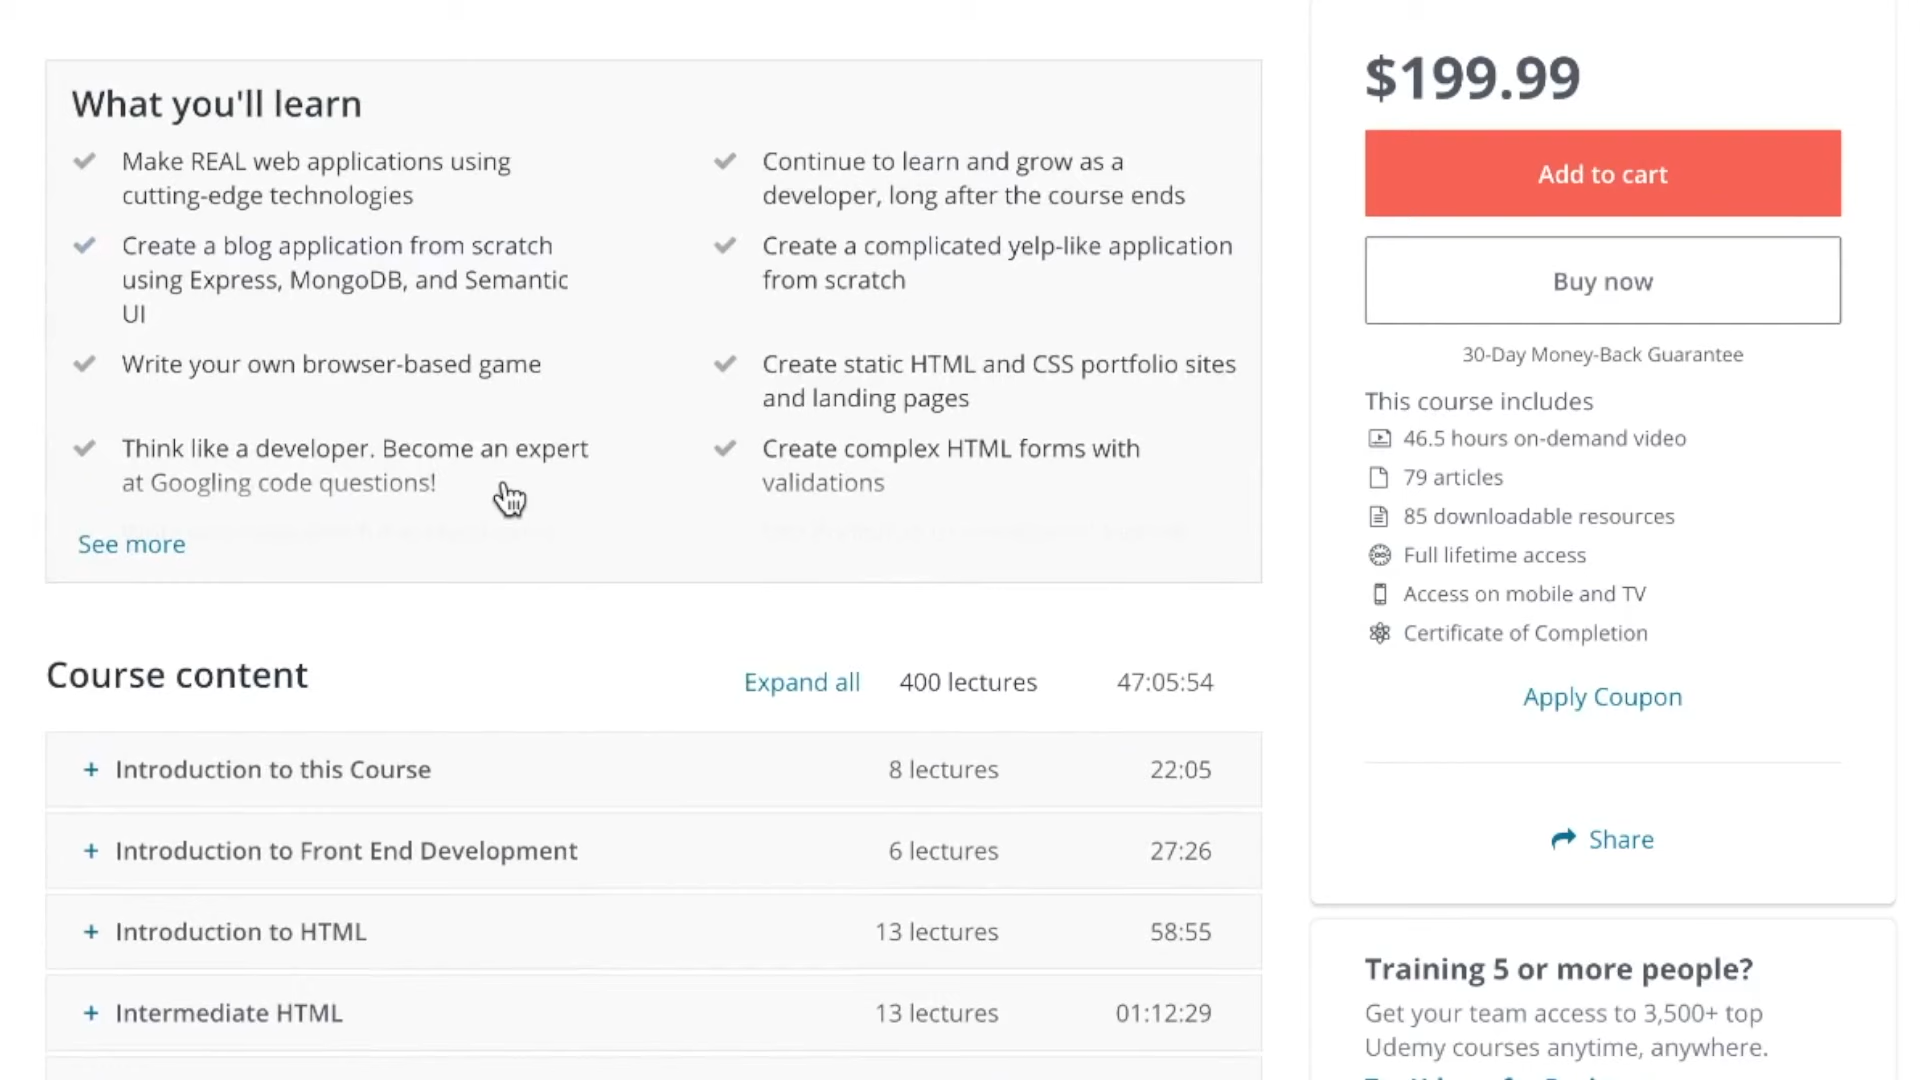 What you'll learn
Make REAL web applications using
cutting-edge technologies
Continue to learn and grow as a
developer, long after the course ends
Create a blog application from scratch
using Express, MongoDB, and Semantic
UI
Create a complicated yelp-like application
from scratch
Write your own browser-based game
Create static HTML and CSS portfolio sites
and landing pages
Think like a developer. Become an expert
at Googling code questions!
Create complex HTML forms with
validations
See more
Course content
Expand all 400 lectures 47:05:54
+ Introduction to this Course 8 lectures 22:05
+ Introduction to Front End Development 6 lectures 27:26
+ Introduction to HTML 13 lectures 58:55
+ Intermediate HTML 13 lectures 01:12:29
$199.99
Add to cart
Buy now
30-Day Money-Back Guarantee
This course includes
46.5 hours on-demand video
79 articles
85 downloadable resources
Full lifetime access
Access on mobile and TV
Certificate of Completion
Apply Coupon
Share
Training 5 or more people?
Get your team access to 3,500+ top
Udemy courses anytime, anywhere.